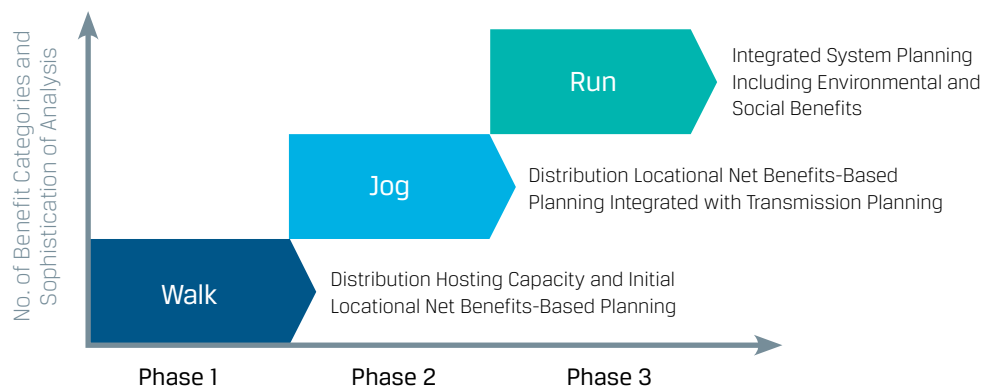 No. of Benefit Categories and
Sophistication of Analysis
Run
Integrated System Planning
Including Environmental and
Social Benefits
Jog
Distribution Locational Net Benefits-Based
Planning Integrated with Transmission Planning
Walk
Distribution Hosting Capacity and Initial
Locational Net Benefits-Based Planning
Phase 1
Phase 2
Phase 3